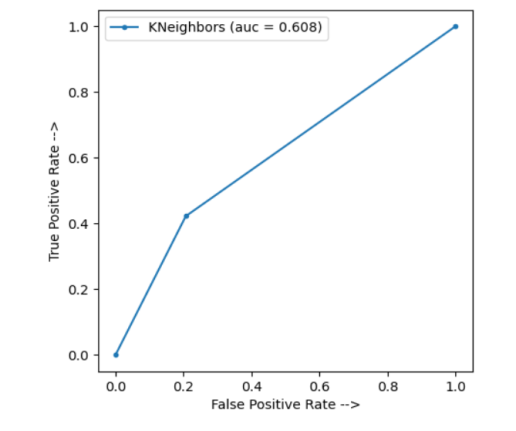 KNeighbors (auc = 0.608)
1.0
0.8
0.6
0.4
0.2
0.0
True Positive Rate -->
0.0 0.2 0.4 0.6 0.8 1.0
False Positive Rate -->